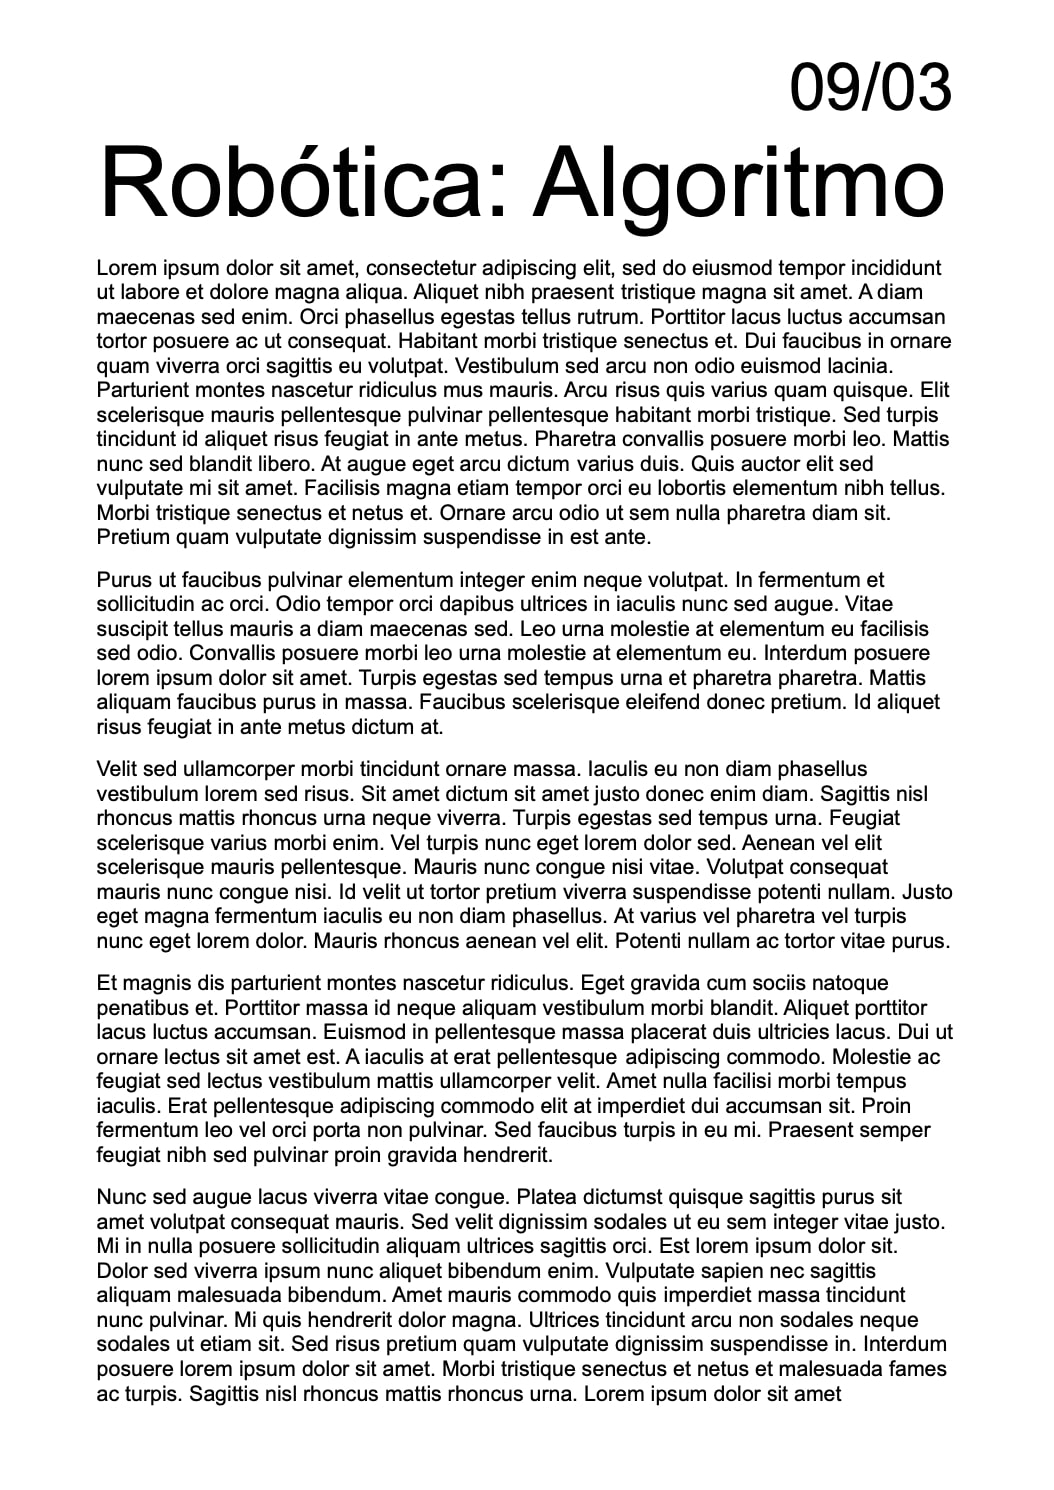 09/03
Robótica: Algoritmo
Lorem ipsum dolor sit amet, consectetur adipiscing elit, sed do eiusmod tempor incididunt
ut labore et dolore magna aliqua. Aliquet nibh praesent tristique magna sit amet. A diam
maecenas sed enim. Orci phasellus egestas tellus rutrum. Porttitor lacus luctus accumsan
tortor posuere ac ut consequat. Habitant morbi tristique senectus et. Dui faucibus in ornare
quam viverra orci sagittis eu volutpat. Vestibulum sed arcu non odio euismod lacinia.
Parturient montes nascetur ridiculus mus mauris. Arcu risus quis varius quam quisque. Elit
scelerisque mauris pellentesque pulvinar pellentesque habitant morbi tristique. Sed turpis
tincidunt id aliquet risus feugiat in ante metus. Pharetra convallis posuere morbi leo. Mattis
nunc sed blandit libero. At augue eget arcu dictum varius duis. Quis auctor elit sed
vulputate mi sit amet. Facilisis magna etiam tempor orci eu lobortis elementum nibh tellus.
Morbi tristique senectus et netus et. Ornare arcu odio ut sem nulla pharetra diam sit.
Pretium quam vulputate dignissim suspendisse in est ante.
Purus ut faucibus pulvinar elementum integer enim neque volutpat. In fermentum et
sollicitudin ac orci. Odio tempor orci dapibus ultrices in iaculis nunc sed augue. Vitae
suscipit tellus mauris a diam maecenas sed. Leo urna molestie at elementum eu facilisis
sed odio. Convallis posuere morbi leo urna molestie at elementum eu. Interdum posuere
lorem ipsum dolor sit amet. Turpis egestas sed tempus urna et pharetra pharetra. Mattis
aliquam faucibus purus in massa. Faucibus scelerisque eleifend donec pretium. Id aliquet
risus feugiat in ante metus dictum at.
Velit sed ullamcorper morbi tincidunt ornare massa. Iaculis eu non diam phasellus
vestibulum lorem sed risus. Sit amet dictum sit amet justo donec enim diam. Sagittis nisl
rhoncus mattis rhoncus urna neque viverra. Turpis egestas sed tempus urna. Feugiat
scelerisque varius morbi enim. Vel turpis nunc eget lorem dolor sed. Aenean vel elit
scelerisque mauris pellentesque. Mauris nunc congue nisi vitae. Volutpat consequat
mauris nunc congue nisi. Id velit ut tortor pretium viverra suspendisse potenti nullam. Justo
eget magna fermentum iaculis eu non diam phasellus. At varius vel pharetra vel turpis
nunc eget lorem dolor. Mauris rhoncus aenean vel elit. Potenti nullam ac tortor vitae purus.
Et magnis dis parturient montes nascetur ridiculus. Eget gravida cum sociis natoque
penatibus et. Porttitor massa id neque aliquam vestibulum morbi blandit. Aliquet porttitor
lacus luctus accumsan. Euismod in pellentesque massa placerat duis ultricies lacus. Dui ut
ornare lectus sit amet est. A iaculis at erat pellentesque adipiscing commodo. Molestie ac
feugiat sed lectus vestibulum mattis ullamcorper velit. Amet nulla facilisi morbi tempus
iaculis. Erat pellentesque adipiscing commodo elit at imperdiet dui accumsan sit. Proin
fermentum leo vel orci porta non pulvinar. Sed faucibus turpis in eu mi. Praesent semper
feugiat nibh sed pulvinar proin gravida hendrerit.
Nunc sed augue lacus viverra vitae congue. Platea dictumst quisque sagittis purus sit
amet volutpat consequat mauris. Sed velit dignissim sodales ut eu sem integer vitae justo.
Mi in nulla posuere sollicitudin aliquam ultrices sagittis orci. Est lorem ipsum dolor sit.
Dolor sed viverra ipsum nunc aliquet bibendum enim. Vulputate sapien nec sagittis
aliquam malesuada bibendum. Amet mauris commodo quis imperdiet massa tincidunt
nunc pulvinar. Mi quis hendrerit dolor magna. Ultrices tincidunt arcu non sodales neque
sodales ut etiam sit. Sed risus pretium quam vulputate dignissim suspendisse in. Interdum
posuere lorem ipsum dolor sit amet. Morbi tristique senectus et netus et malesuada fames
ac turpis. Sagittis nisl rhoncus mattis rhoncus urna. Lorem ipsum dolor sit amet